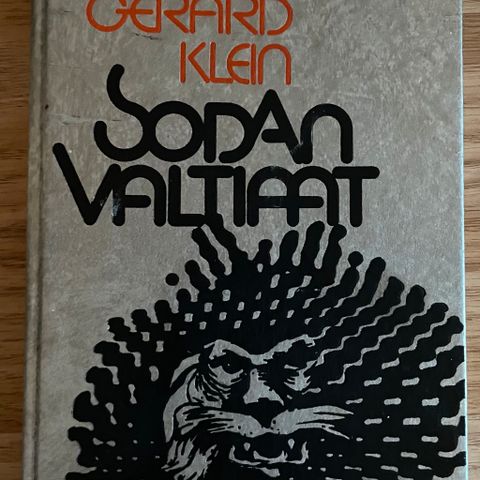 GERARD
KLEIN
SODAN
VALTIAAT